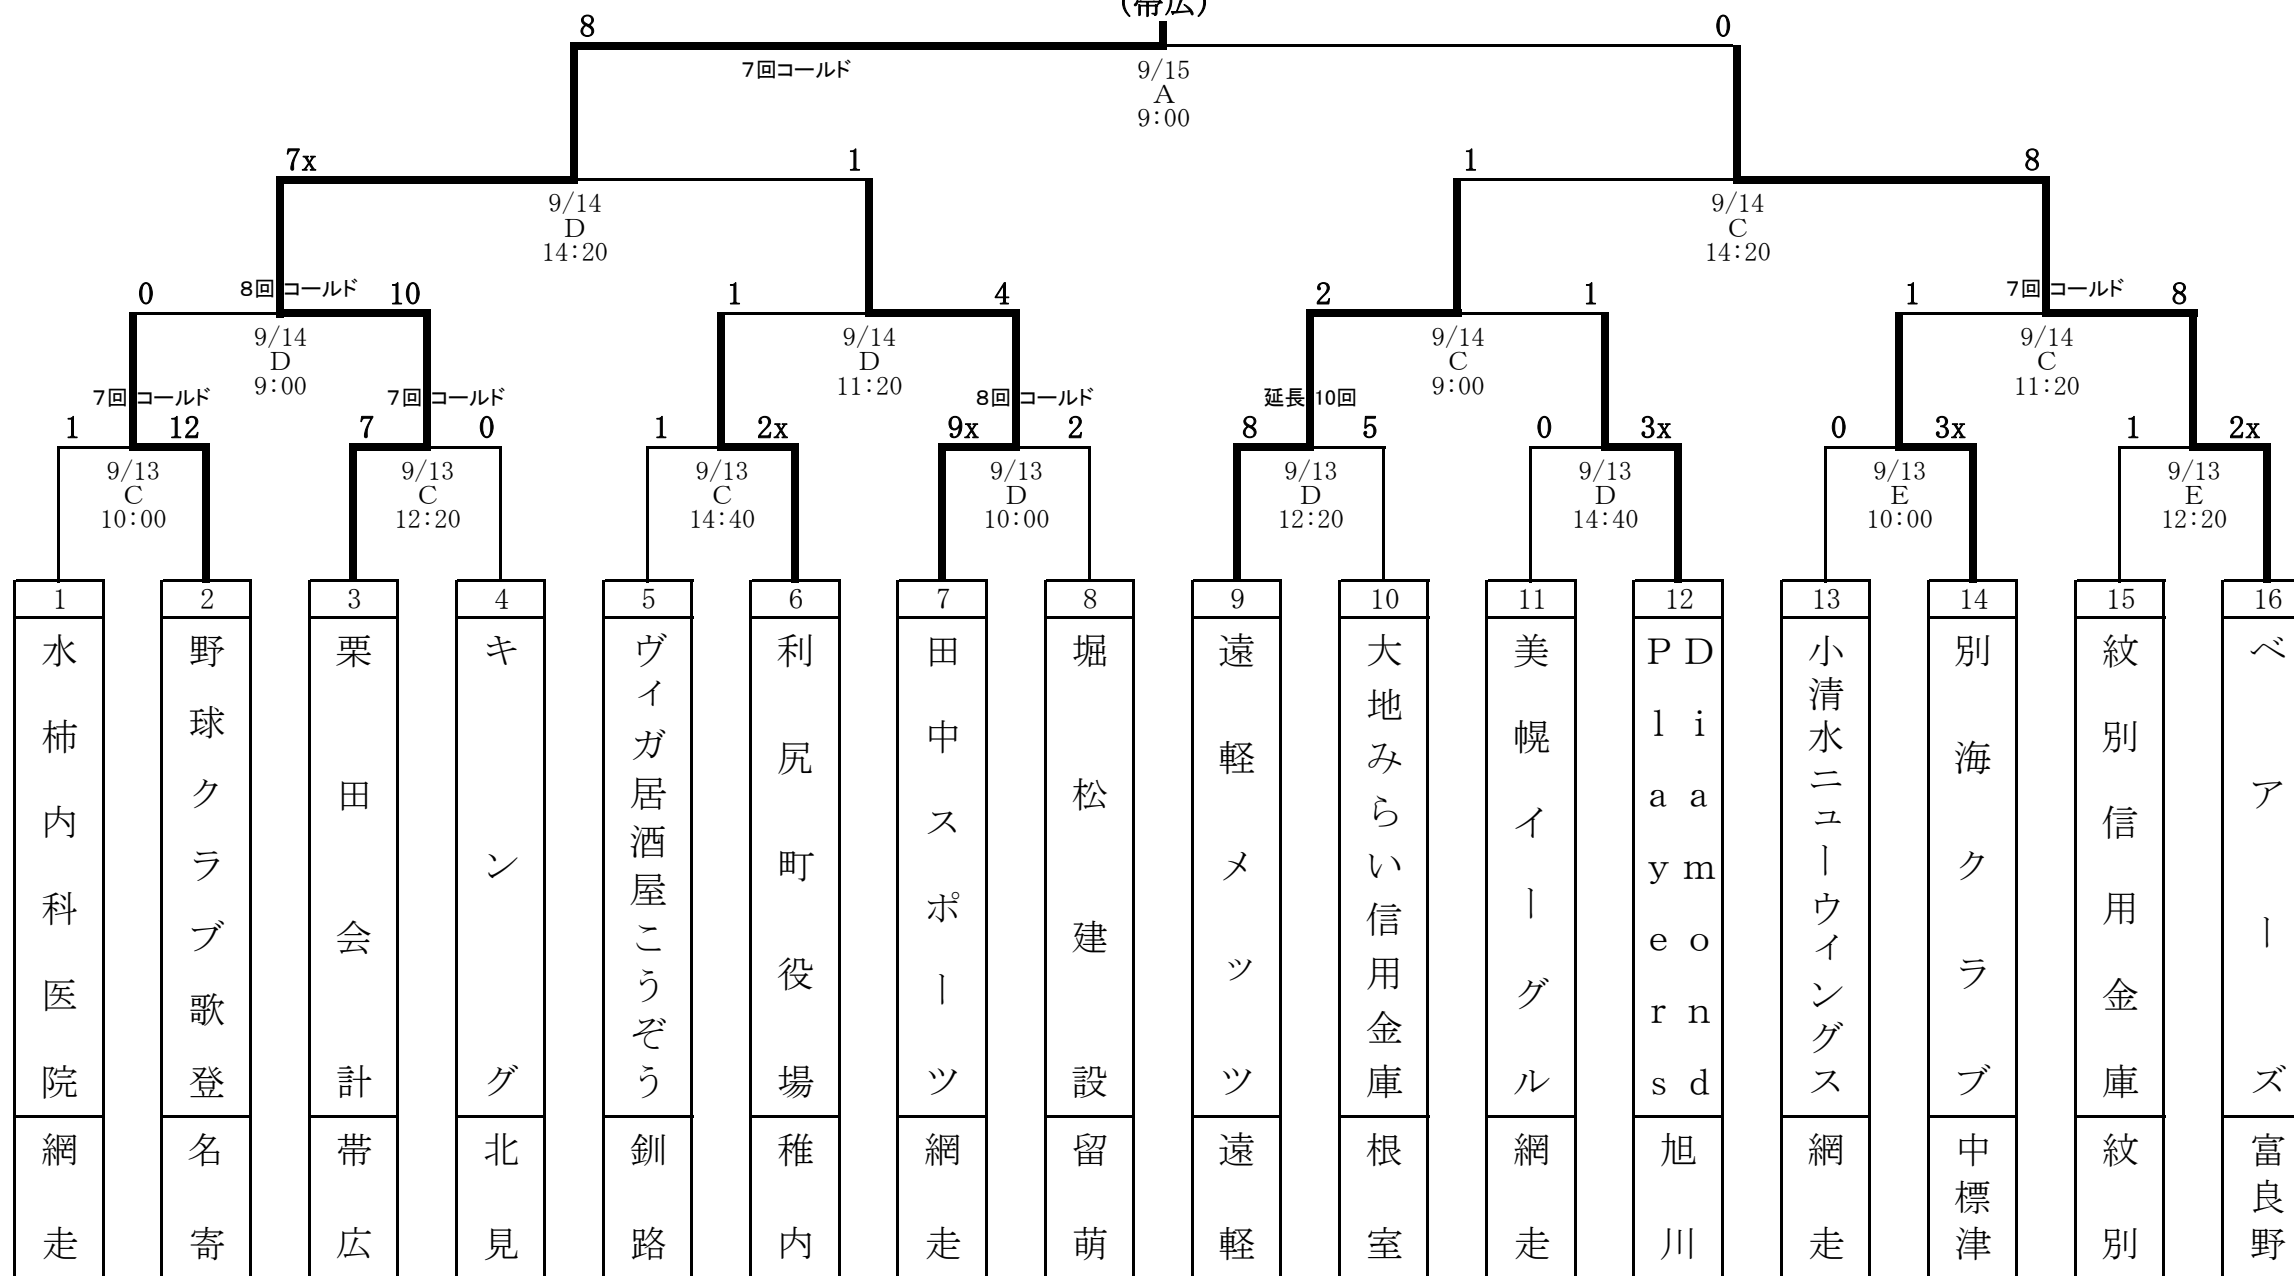 (帯広)
8
0
7回コールド
9/15
A
9:00
7x
1
1
8
9/14
D
14:20
9/14
C
14:20
0
8回コールド
10
1
4
2
1
1
7回コールド
8
9/14
D
9:00
9/14
D
11:20
9/14
C
9:00
9/14
C
11:20
7回コールド
7回コールド
8回コールド
延長10回
1
12
7
0
1
2x
9x
2
8
5
0
3x
0
3x
1
2x
9/13
C
10:00
9/13
C
12:20
9/13
C
14:40
9/13
D
10:00
9/13
D
12:20
9/13
D
14:40
9/13
E
10:00
9/13
E
12:20
1
水柿内科医院
網走
2
野球クラブ歌登
名寄
3
栗田会計
帯広
4
キング
北見
5
ヴィガ居酒屋こうぞう
釧路
6
利尻町役場
稚内
7
田中スポーツ
網走
8
堀松建設
留萌
9
遠軽メッツ
遠軽
10
大地みらい信用金庫
根室
11
美幌イーグル
網走
12
Diamond
Players
旭川
13
小清水ニューウィングス
網走
14
別海クラブ
中標津
15
紋別信用金庫
紋別
16
ベアーズ
富良野